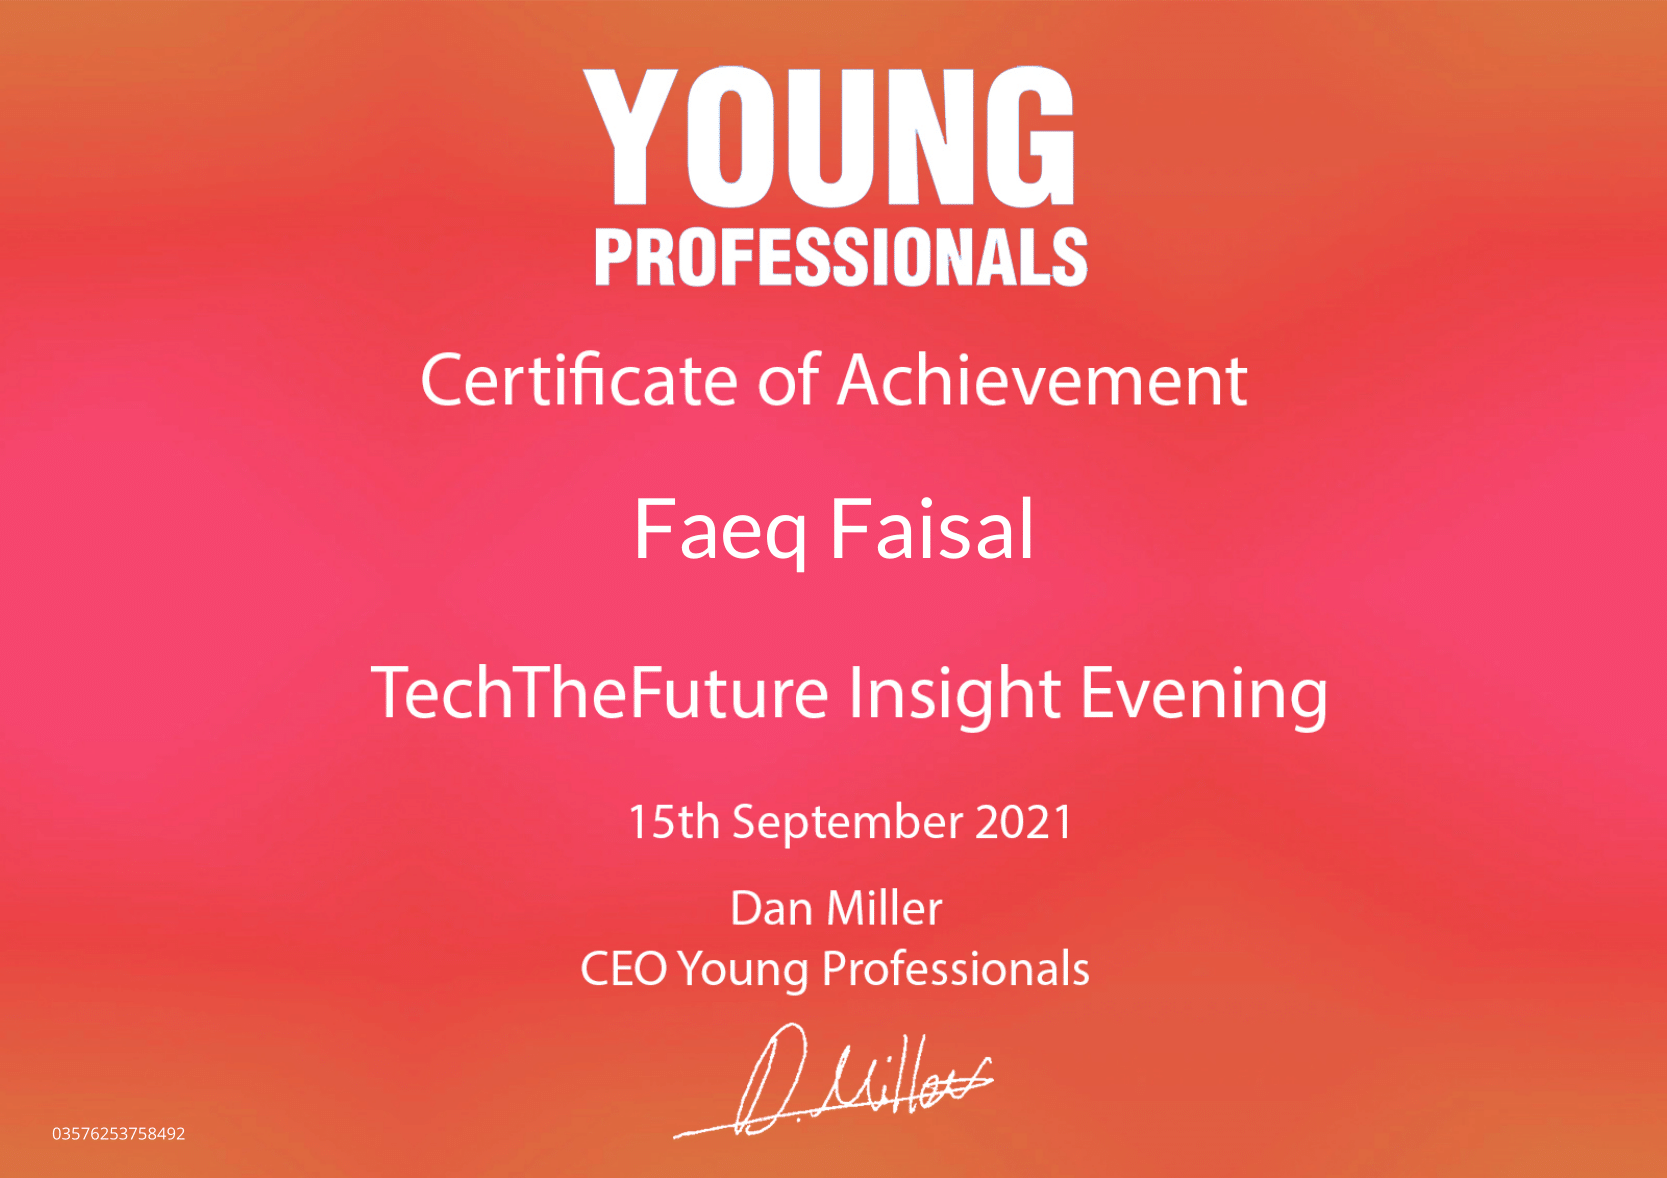 YOUNG
PROFESSIONALS
Certificate of Achievement
Faeq Faisal
TechTheFuture Insight Evening
15th September 2021
Dan Miller
CEO Young Professionals
D. Miller
03576253758492